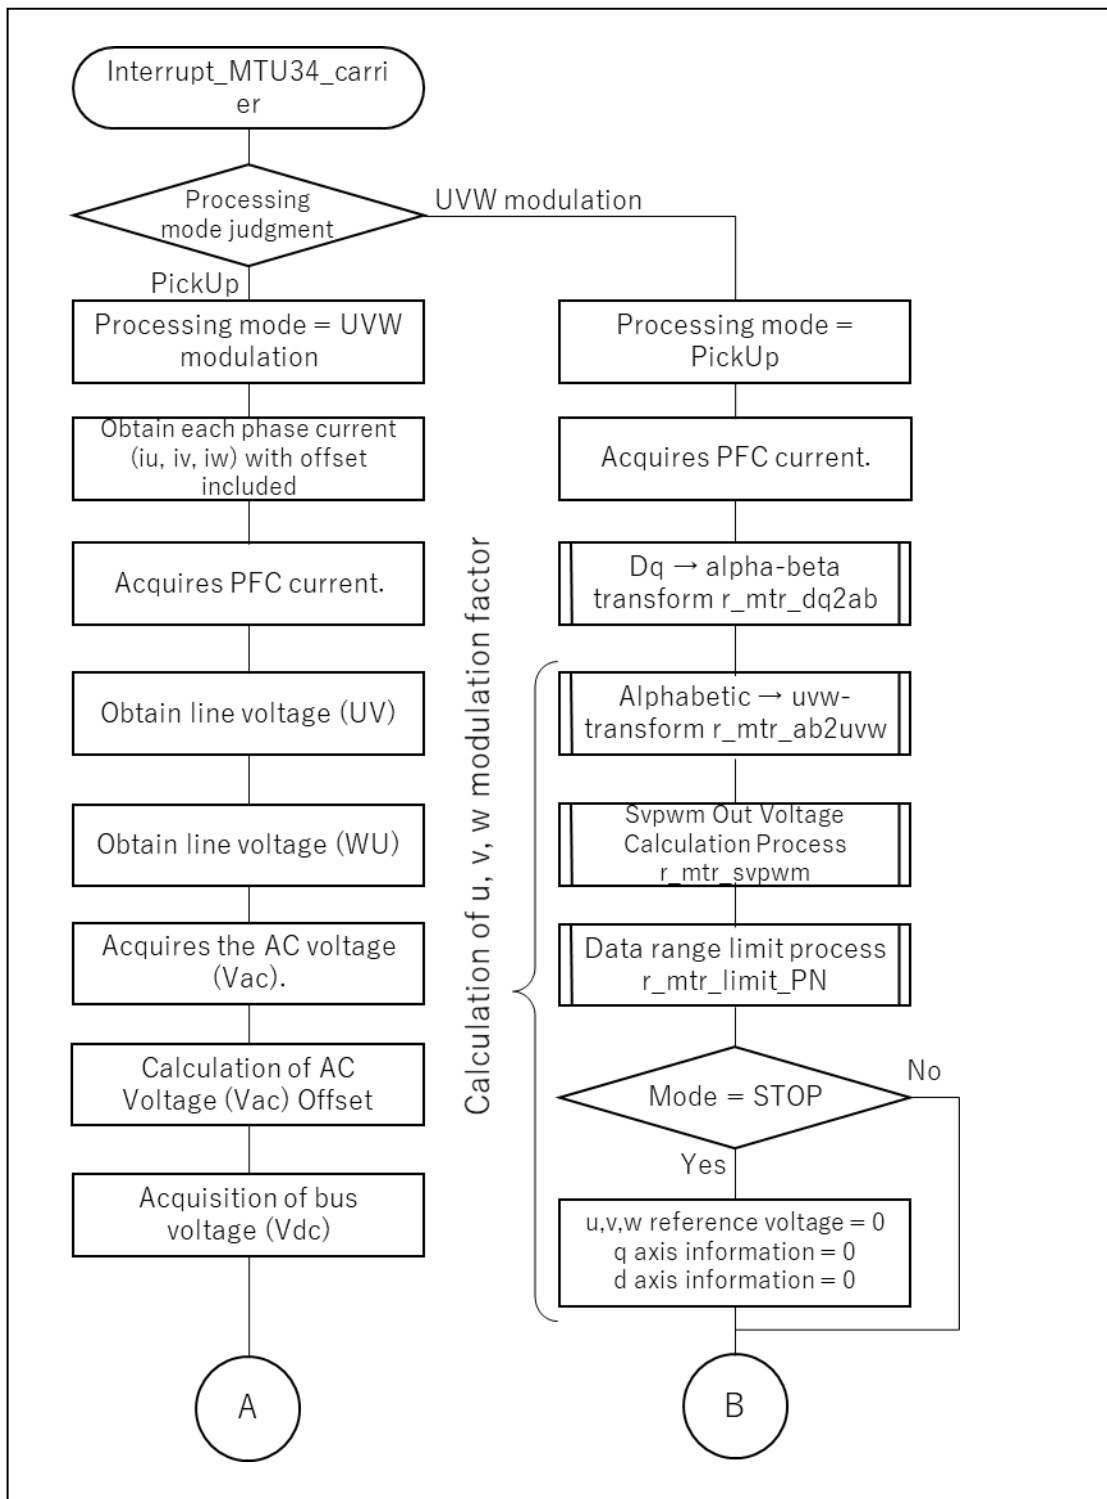 Interrupt_MTU34_carri
er
Processing
mode judgment
UVW modulation
PickUp
Processing mode = UVW
modulation
Obtain each phase current
(iu, iv, iw) with offset
included
Acquires PFC current.
Obtain line voltage (UV)
Obtain line voltage (WU)
Acquires the AC voltage
(Vac).
Calculation of AC
Voltage (Vac) Offset
Acquisition of bus
voltage (Vdc)
A
Processing mode =
PickUp
Acquires PFC current.
Dq → alpha-beta
transform r_mtr_dq2ab
Calculation of u, v, w modulation factor
Alphabetic → uvw-
transform r_mtr_ab2uvw
Svpwm Out Voltage
Calculation Process
r_mtr_svpwm
Data range limit process
r_mtr_limit_PN
Mode = STOP
No
Yes
u,v,w reference voltage = 0
q axis information = 0
d axis information = 0
B